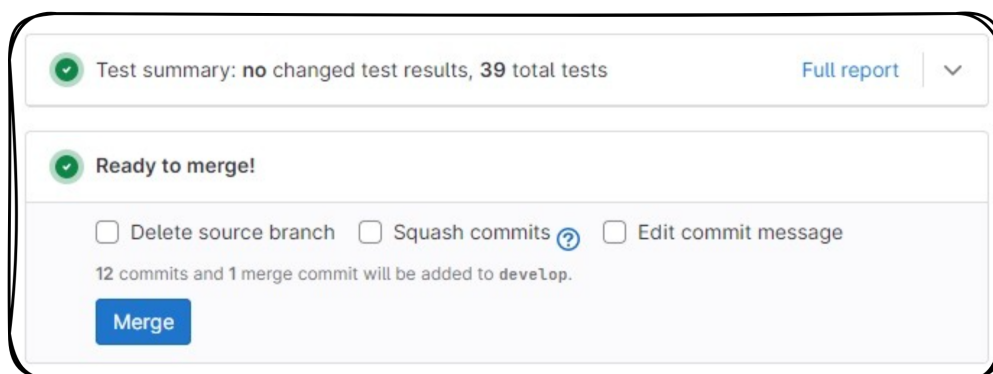 Test summary: no changed test results, 39 total tests Full report
Ready to merge!
Delete source branch Squash commits ? Edit commit message
12 commits and 1 merge commit will be added to develop.
Merge